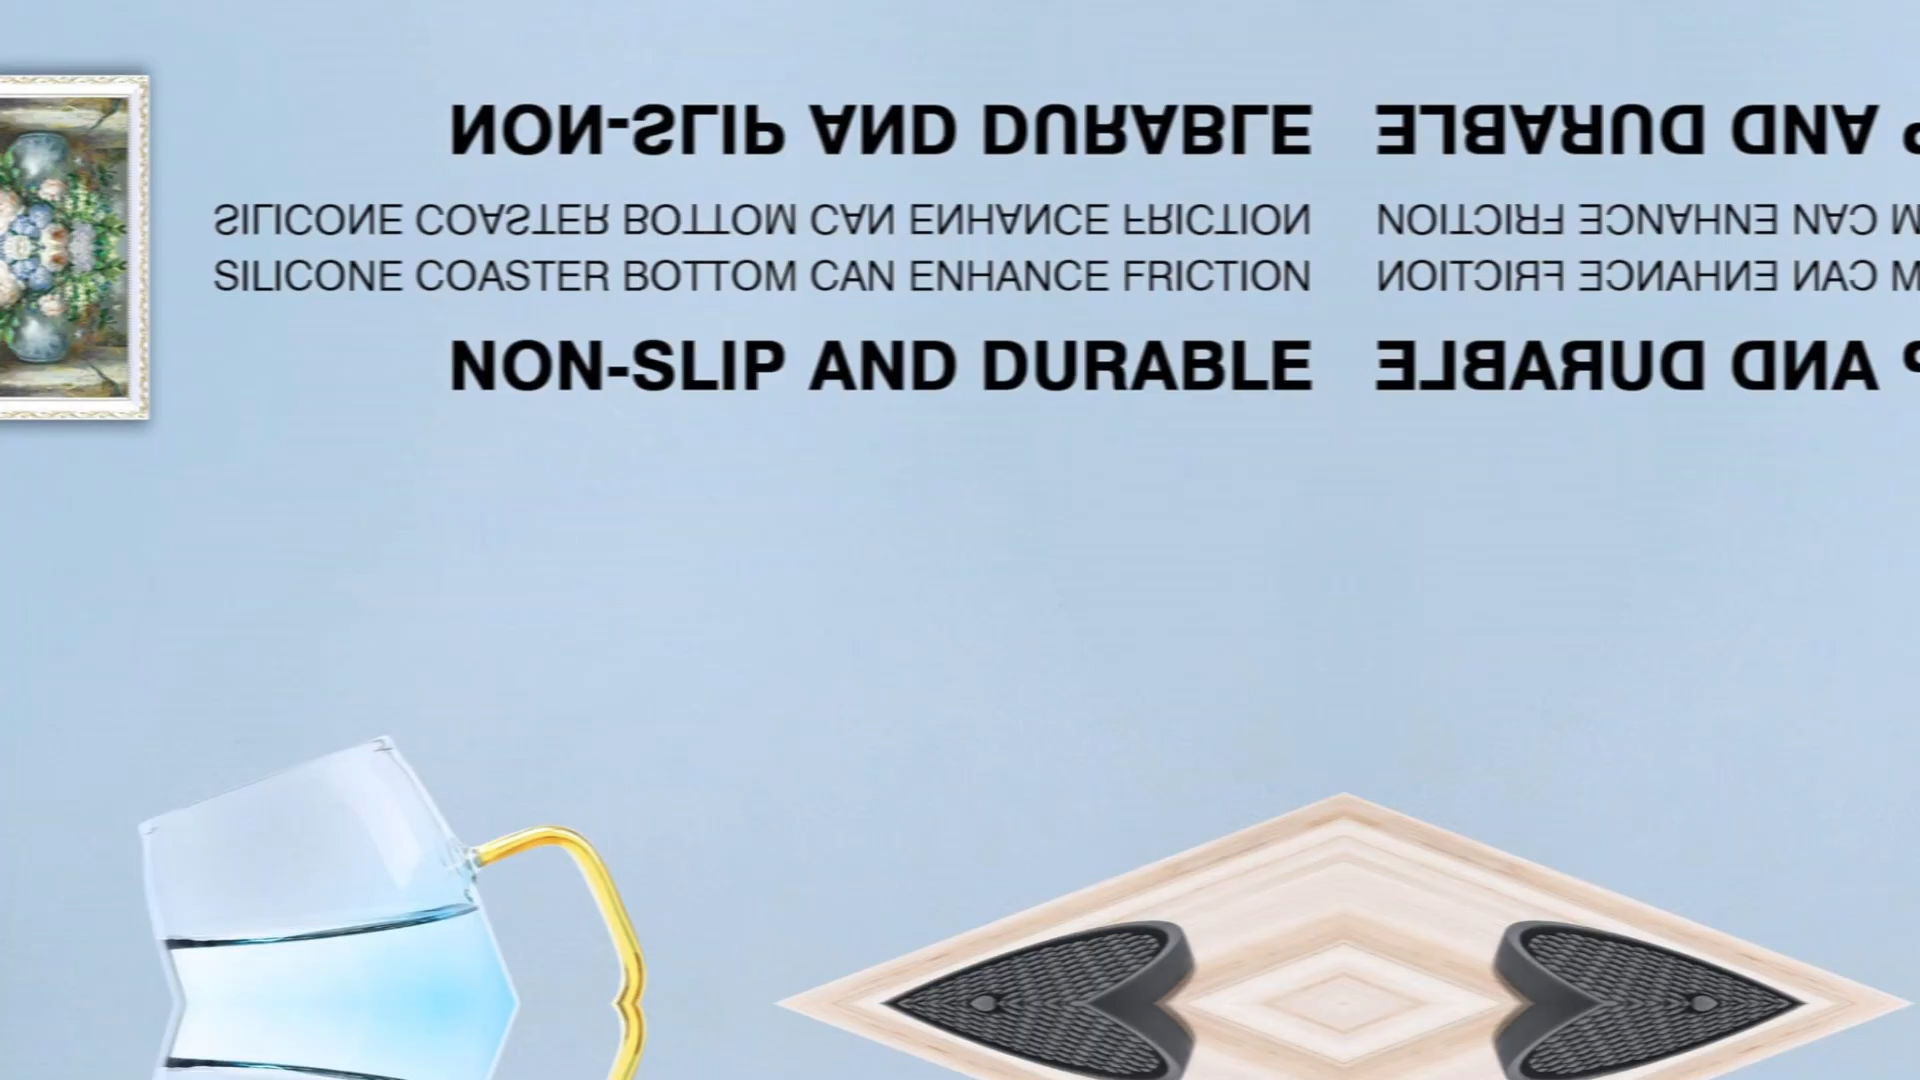 NON-SLIP AND DURABLE
SILICONE COASTER BOTTOM CAN ENHANCE FRICTION
SILICONE COASTER BOTTOM CAN ENHANCE FRICTION
NON-SLIP AND DURABLE